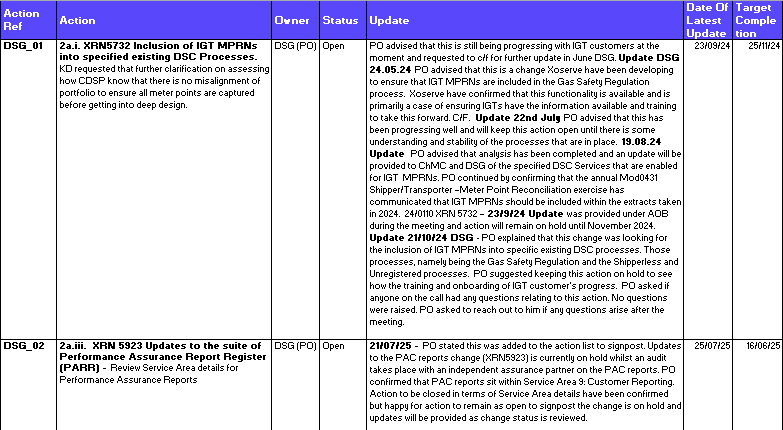 Action Ref
Action
Owner
Status
Update
Date Of Latest Update
Target Comple tion
DSG_01
2a.i. XRN5732 Inclusion of IGT MPRNs
into specified existing DSC Processes.
KD requested that further clarification on assessing
how CDSP know that there is no misalignment of
portfolio to ensure all meter points are captured
before getting into deep design.
DSG (PO)
Open
PO advised that this is still being progressing with IGT customers at the
moment and requested to c/f for further update in June DSG. Update DSG
24.05.24 PO advised that this is a change Xoserve have been developing
to ensure that IGT MPRNs are included in the Gas Safety Regulation
process.  Xoserve have confirmed that this functionality is available and is
primarily a case of ensuring IGTs have the information available and training
to take this forward. C/F.  Update 22nd July PO advised that this has
been progressing well and will keep this action open until there is some
understanding and stability of the processes that are in place. 19.08.24
Update  PO advised that analysis has been completed and an update will be
provided to ChMC and DSG of the specified DSC Services that are enabled
for IGT MPRNs. PO continued by confirming that the annual Mod0431
Shipper/Transporter –Meter Point Reconciliation exercise has
communicated that IGT MPRNs should be included within the extracts taken
in 2024. 24/0110 XRN 5732 – 23/9/24 Update was provided under AOB
during the meeting and action will remain on hold until November 2024.
Update 21/10/24 DSG - PO explained that this change was looking for
the inclusion of IGT MPRNs into specific existing DSC processes. Those
processes, namely being the Gas Safety Regulation and the Shipperless and
Unregistered processes.  PO suggested keeping this action on hold to see
how the training and onboarding of IGT customer's progress.  PO asked if
anyone on the call had any questions relating to this action. No questions
were raised. PO asked to reach out to him if any questions arise after the
meeting.
23/09/24
25/11/24
DSG_02
2a.iii.  XRN 5923 Updates to the suite of
Performance Assurance Report Register
(PARR) – Review Service Area details for
Performance Assurance Reports
DSG (PO)
Open
21/07/25 – PO stated this was added to the action list to signpost. Updates
to the PAC reports change (XRN5923) is currently on hold whilst an audit
takes place with an independent assurance partner on the PAC reports. PO
confirmed that PAC reports sit within Service Area 9: Customer Reporting.
Action to be closed in terms of Service Area details have been confirmed
but happy for action to remain as open to signpost the change is on hold and
updates will be provided as change status is reviewed.
25/07/25
16/06/25